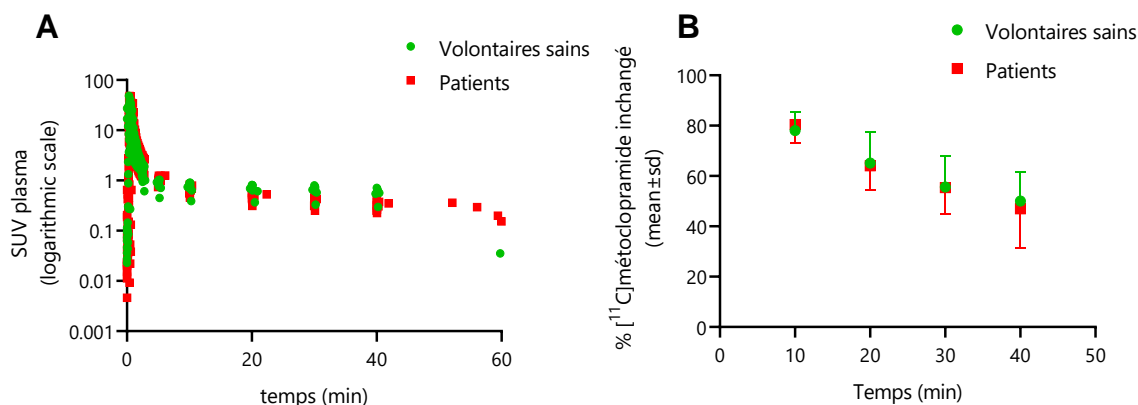 A
Volontaires sains
Patients
SUV plasma
(logarithmic scale)
100
10
1
0.1
0.01
0.001
0
20
40
60
temps (min)
B
Volontaires sains
Patients
% [¹¹C]métoclopramide inchangé
(mean±sd)
100
80
60
40
20
0
0
10
20
30
40
50
Temps (min)